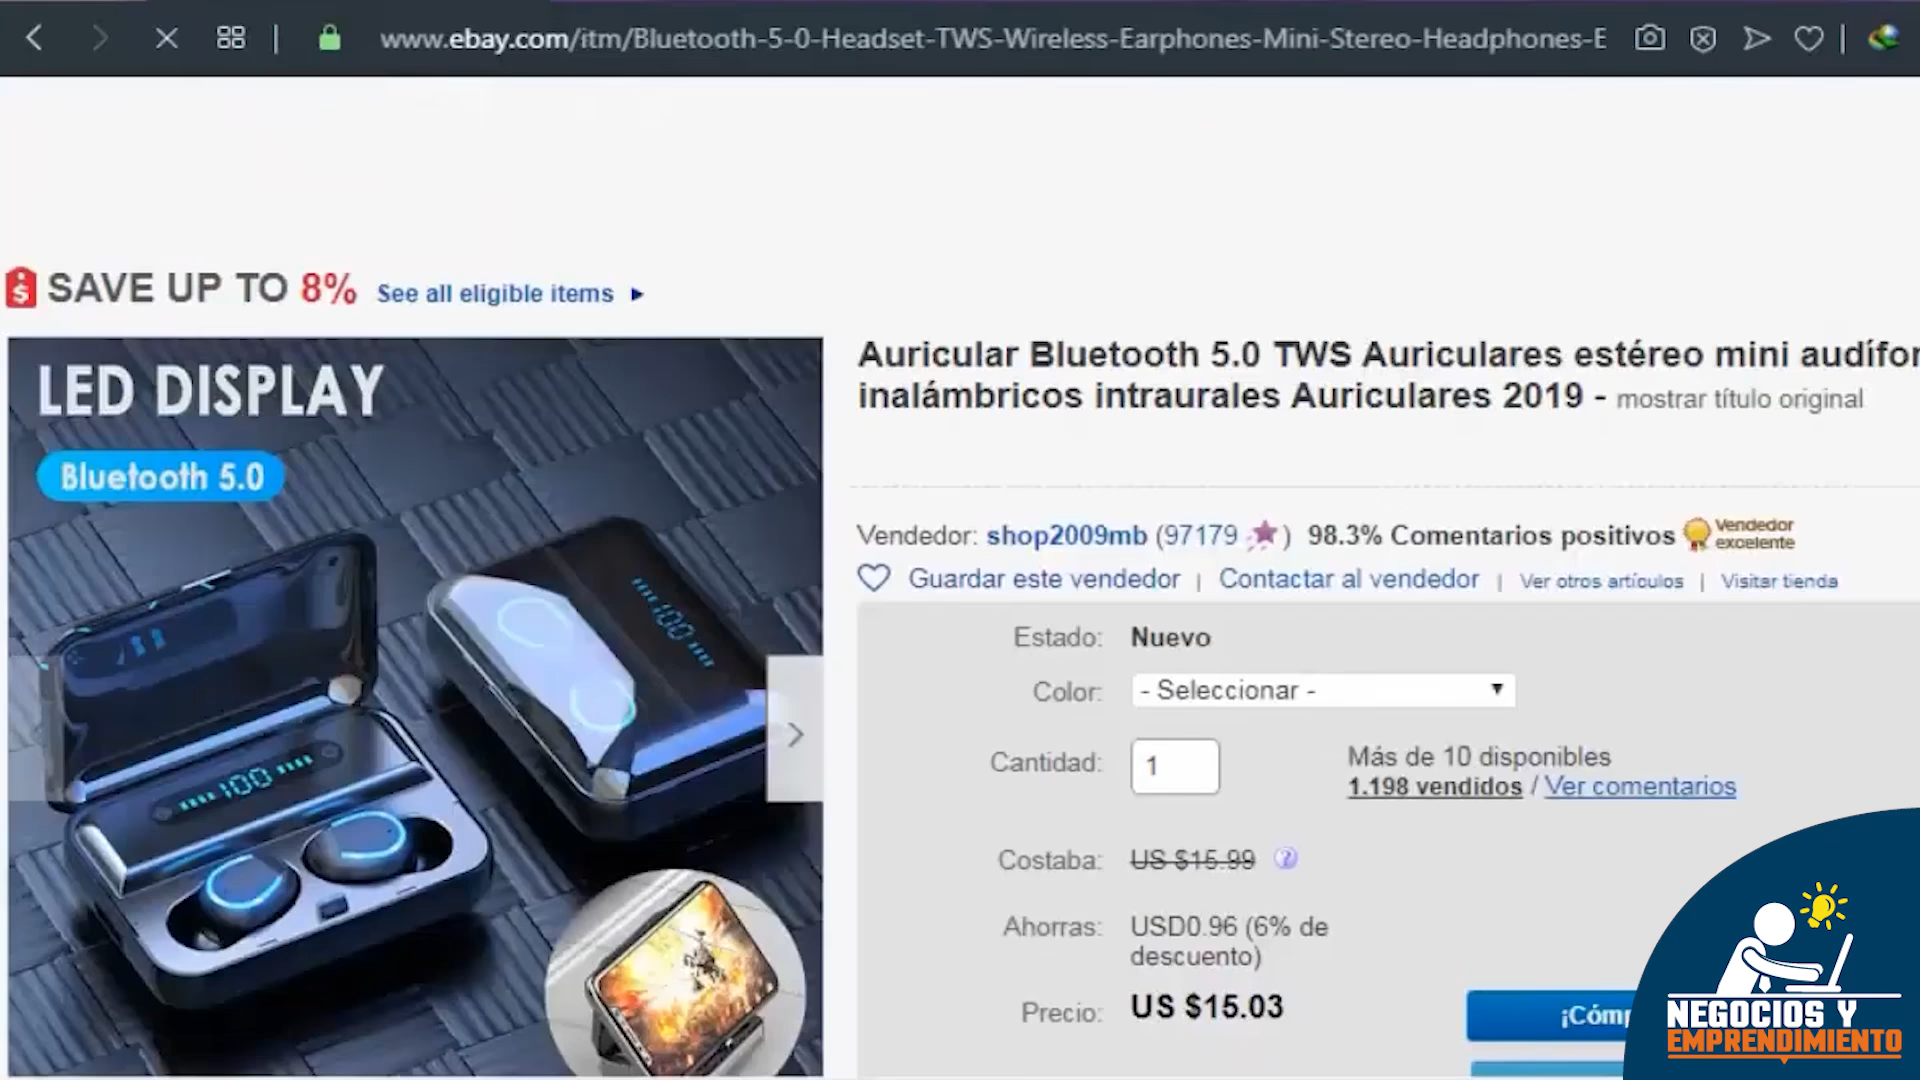 www.ebay.com/itm/Bluetooth-5-0-Headset-TWS-Wireless-Earphones-Mini-Stereo-Headphones-E
SAVE UP TO 8% See all eligible items
LED DISPLAY
Bluetooth 5.0
100
100
Auricular Bluetooth 5.0 TWS Auriculares estéreo mini audífor
inalámbricos intraurales Auriculares 2019 - mostrar título original
Vendedor: shop2009mb (97179 ) 98.3% Comentarios positivos Vendedor excelente
Guardar este vendedor | Contactar al vendedor | Ver otros artículos | Visitar tienda
Estado: Nuevo
Color: - Seleccionar -
Cantidad: 1
Más de 10 disponibles
1.198 vendidos / Ver comentarios
Costaba: US $15.99
Ahorras: USD0.96 (6% de
descuento)
Precio: US $15.03
¡Cómp
NEGOCIOS Y
EMPRENDIMIENTO